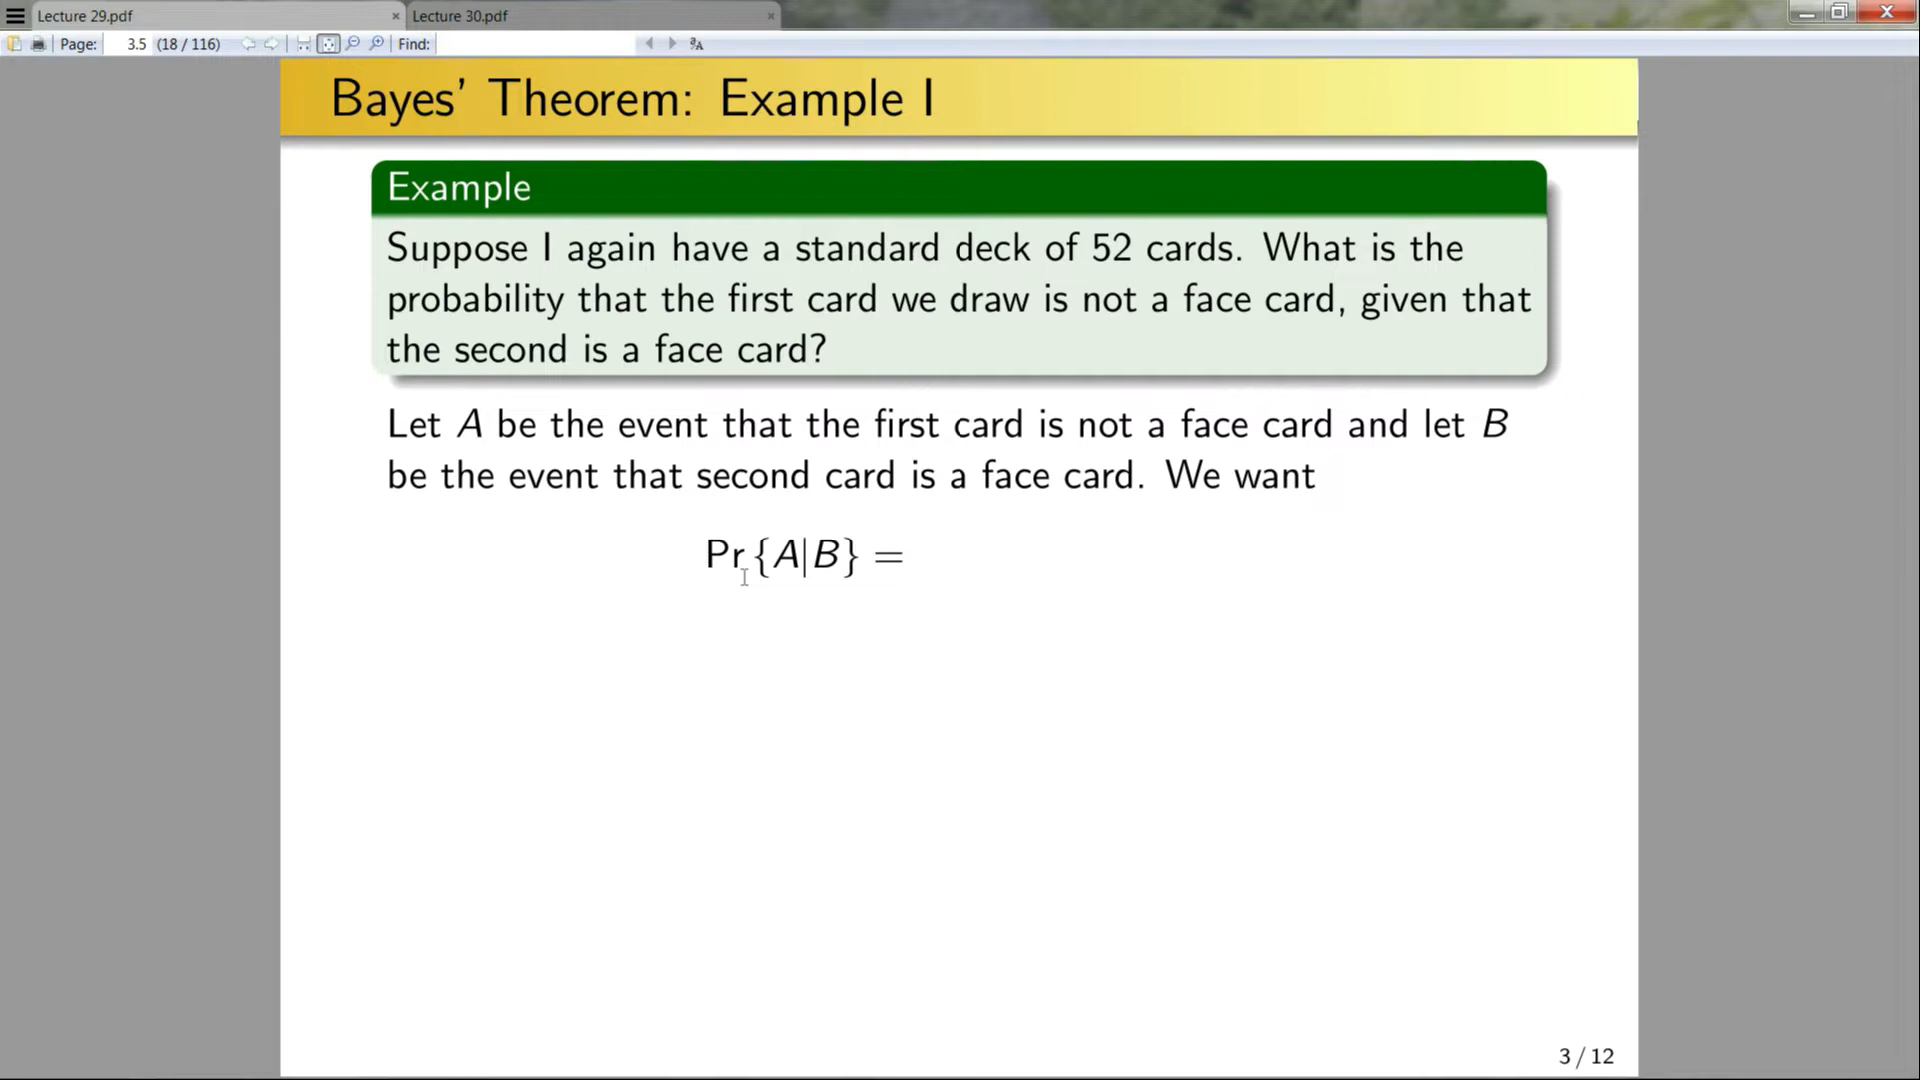 Lecture 29.pdf
Lecture 30.pdf
Page: 3.5 (18 / 116) Find:
Bayes' Theorem: Example I
Example
Suppose I again have a standard deck of 52 cards. What is the
probability that the first card we draw is not a face card, given that
the second is a face card?
Let A be the event that the first card is not a face card and let B
be the event that second card is a face card. We want
Pr{A|B} =
3 / 12